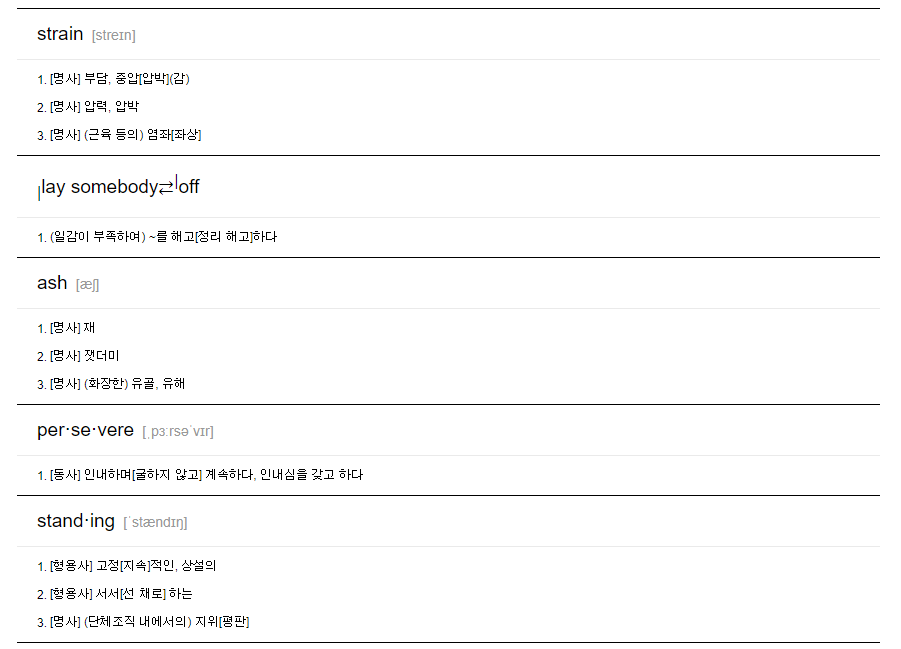 strain [streɪn]
1. [명사] 부담, 중압[압박](감)
2. [명사] 압력, 압박
3. [명사] (근육 등의) 염좌[좌상]
ˌlay somebody⇄ˈoff
1. (일감이 부족하여) ~를 해고[정리 해고]하다
ash [æʃ]
1. [명사] 재
2. [명사] 잿더미
3. [명사] (화장한) 유골, 유해
per·se·vere [ˌpɜːrsəˈvɪr]
1. [동사] 인내하며[굴하지 않고] 계속하다, 인내심을 갖고 하다
stand·ing [ˈstændɪŋ]
1. [형용사] 고정[지속]적인, 상설의
2. [형용사] 서서[선 채로] 하는
3. [명사] (단체조직 내에서의) 지위[평판]